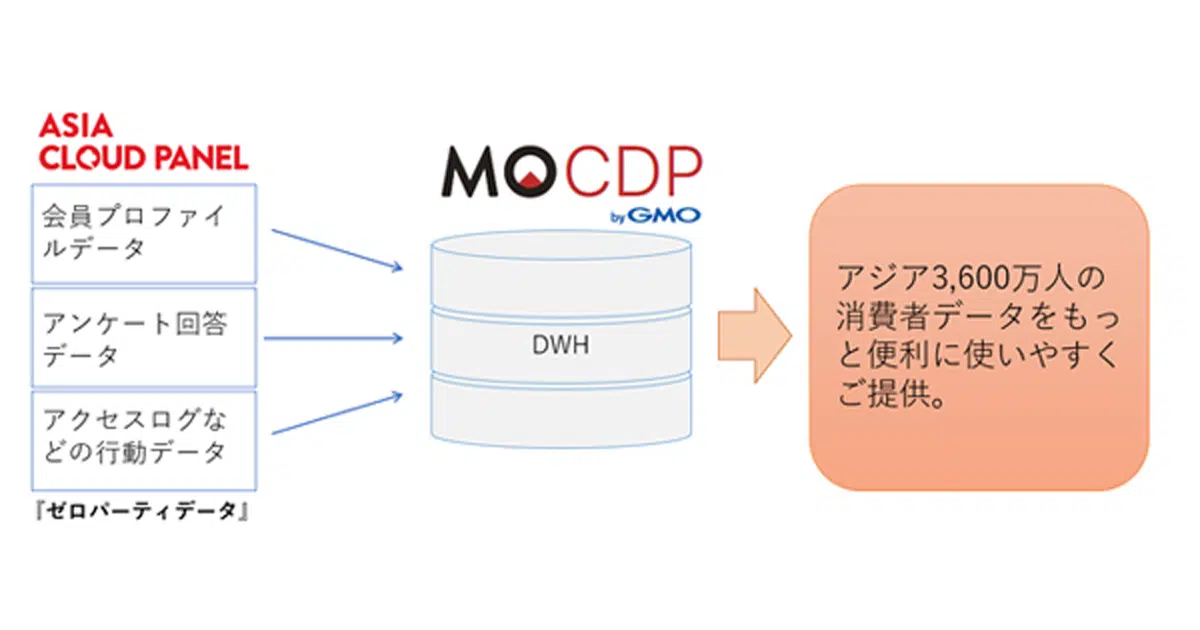 ASIA
CLOUD PANEL
会員プロファイ
ルデータ
アンケート回答
データ
アクセスログな
どの行動データ
『ゼロパーティデータ』
MOCDP
by GMO
DWH
アジア3,600万人の
消費者データをもっ
と便利に使いやすく
ご提供。